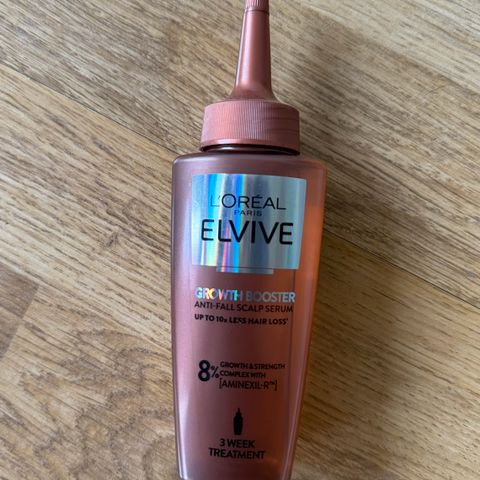 L'ORÉAL
PARIS
ELVIVE
GROWTH BOOSTER
ANTI-FALL SCALP SERUM
UP TO 10x LESS HAIR LOSS*
8% GROWTH & STRENGTH
COMPLEX WITH
[AMINEXIL-R™]
3 WEEK
TREATMENT